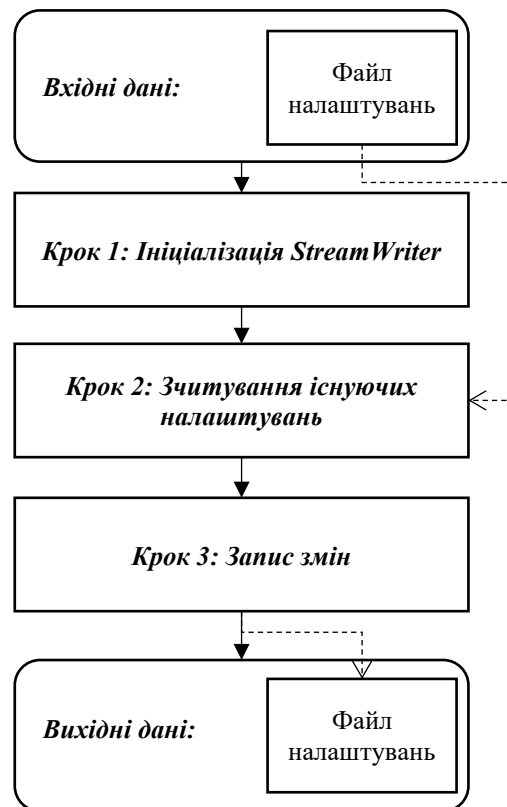 Вхідні дані:
Файл
налаштувань
Крок 1: Ініціалізація StreamWriter
Крок 2: Зчитування існуючих
налаштувань
Крок 3: Запис змін
Вихідні дані:
Файл
налаштувань